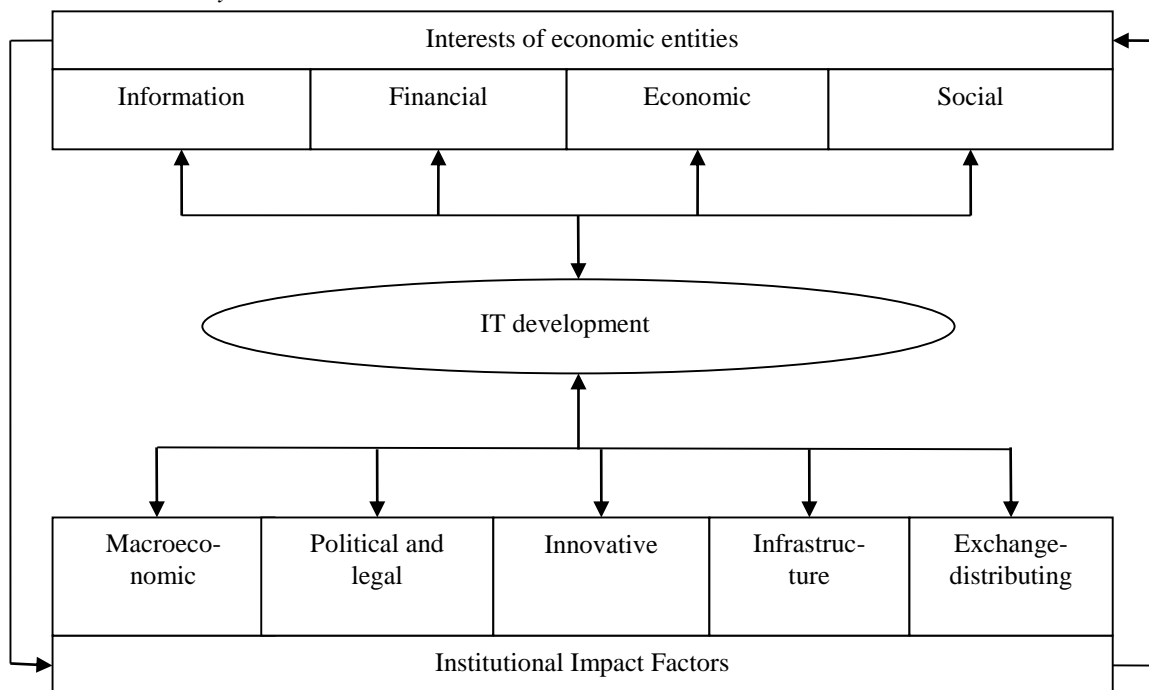 Interests of economic entities
Information
Financial
Economic
Social
IT development
Macroeco-
nomic
Political and
legal
Innovative
Infrastruc-
ture
Exchange-
distributing
Institutional Impact Factors